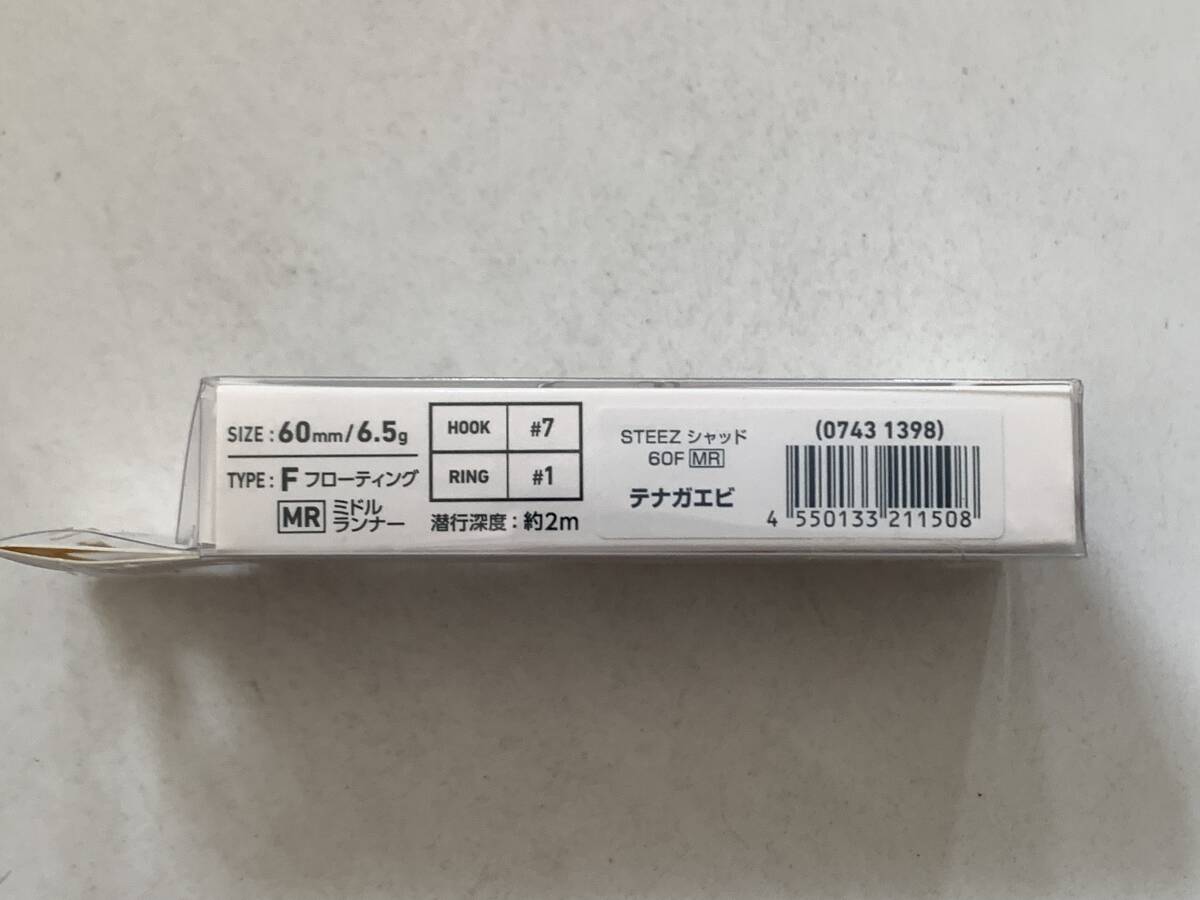 SIZE : 60mm/6.5g
TYPE : F フローティング
MR ミドル
ランナー
HOOK #7
RING #1
潜行深度 : 約2m
STEEZ シャッド
60F MR
テナガエビ
(0743 1398)
4 550133 211508